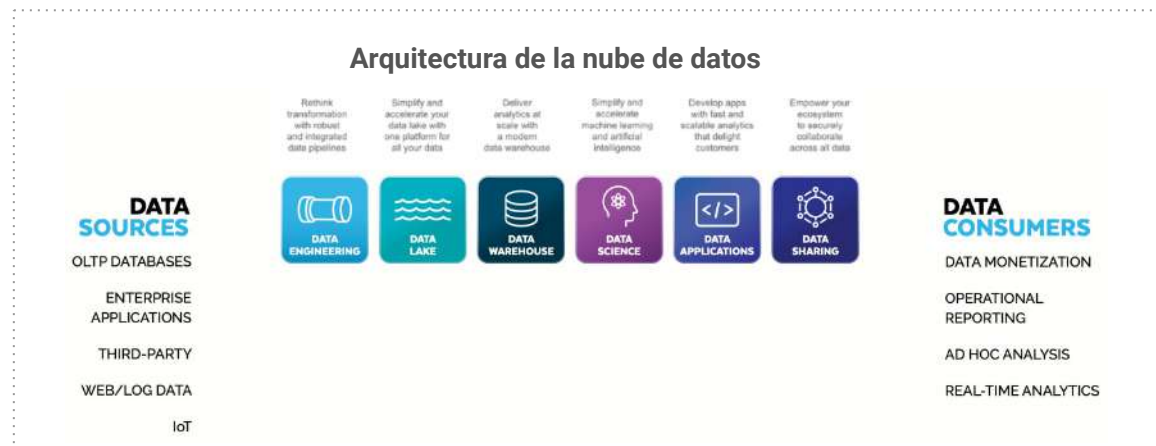 Arquitectura de la nube de datos
Rethink
transformation
with robust
and integrated
data pipelines
Simplify and
accelerate your
data lake with
one platform for
all your data
Deliver
analytics at
scale with
a modern
data warehouse
Simplify and
accelerate
machine learning
and artificial
intelligence
Develop apps
with fast and
scalable analytics
that delight
customers
Empower your
ecosystem
to securely
collaborate
across all data
DATA
SOURCES
OLTP DATABASES
ENTERPRISE
APPLICATIONS
THIRD-PARTY
WEB/LOG DATA
IoT
DATA
ENGINEERING
DATA
LAKE
DATA
WAREHOUSE
DATA
SCIENCE
</>
DATA
APPLICATIONS
DATA
SHARING
DATA
CONSUMERS
DATA MONETIZATION
OPERATIONAL
REPORTING
AD HOC ANALYSIS
REAL-TIME ANALYTICS